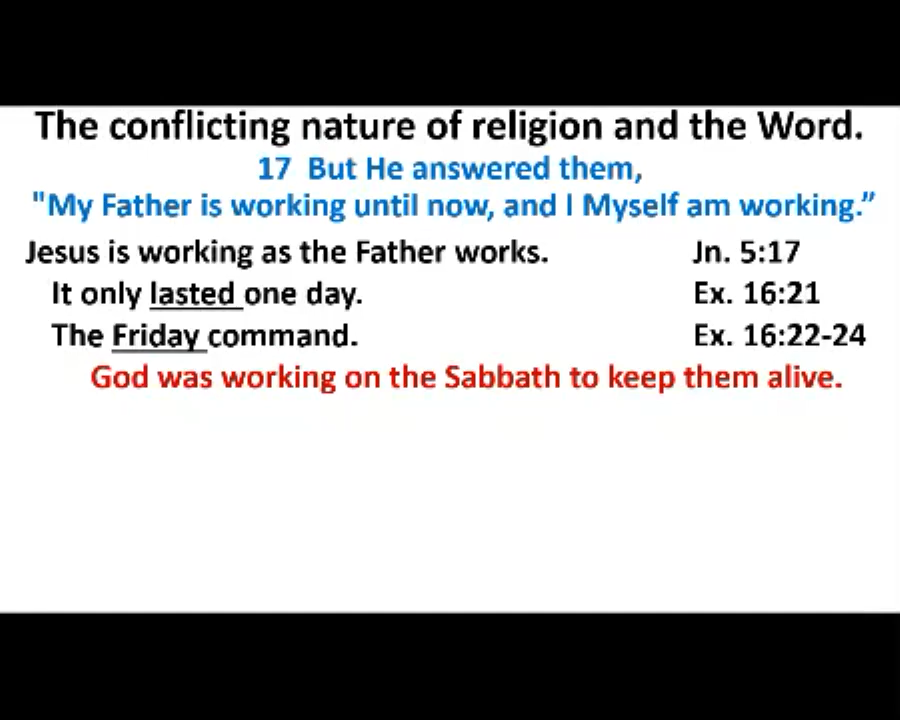 The conflicting nature of religion and the Word.
17  But He answered them,
"My Father is working until now, and I Myself am working.”
Jesus is working as the Father works. Jn. 5:17
It only lasted one day. Ex. 16:21
The Friday command. Ex. 16:22-24
God was working on the Sabbath to keep them alive.